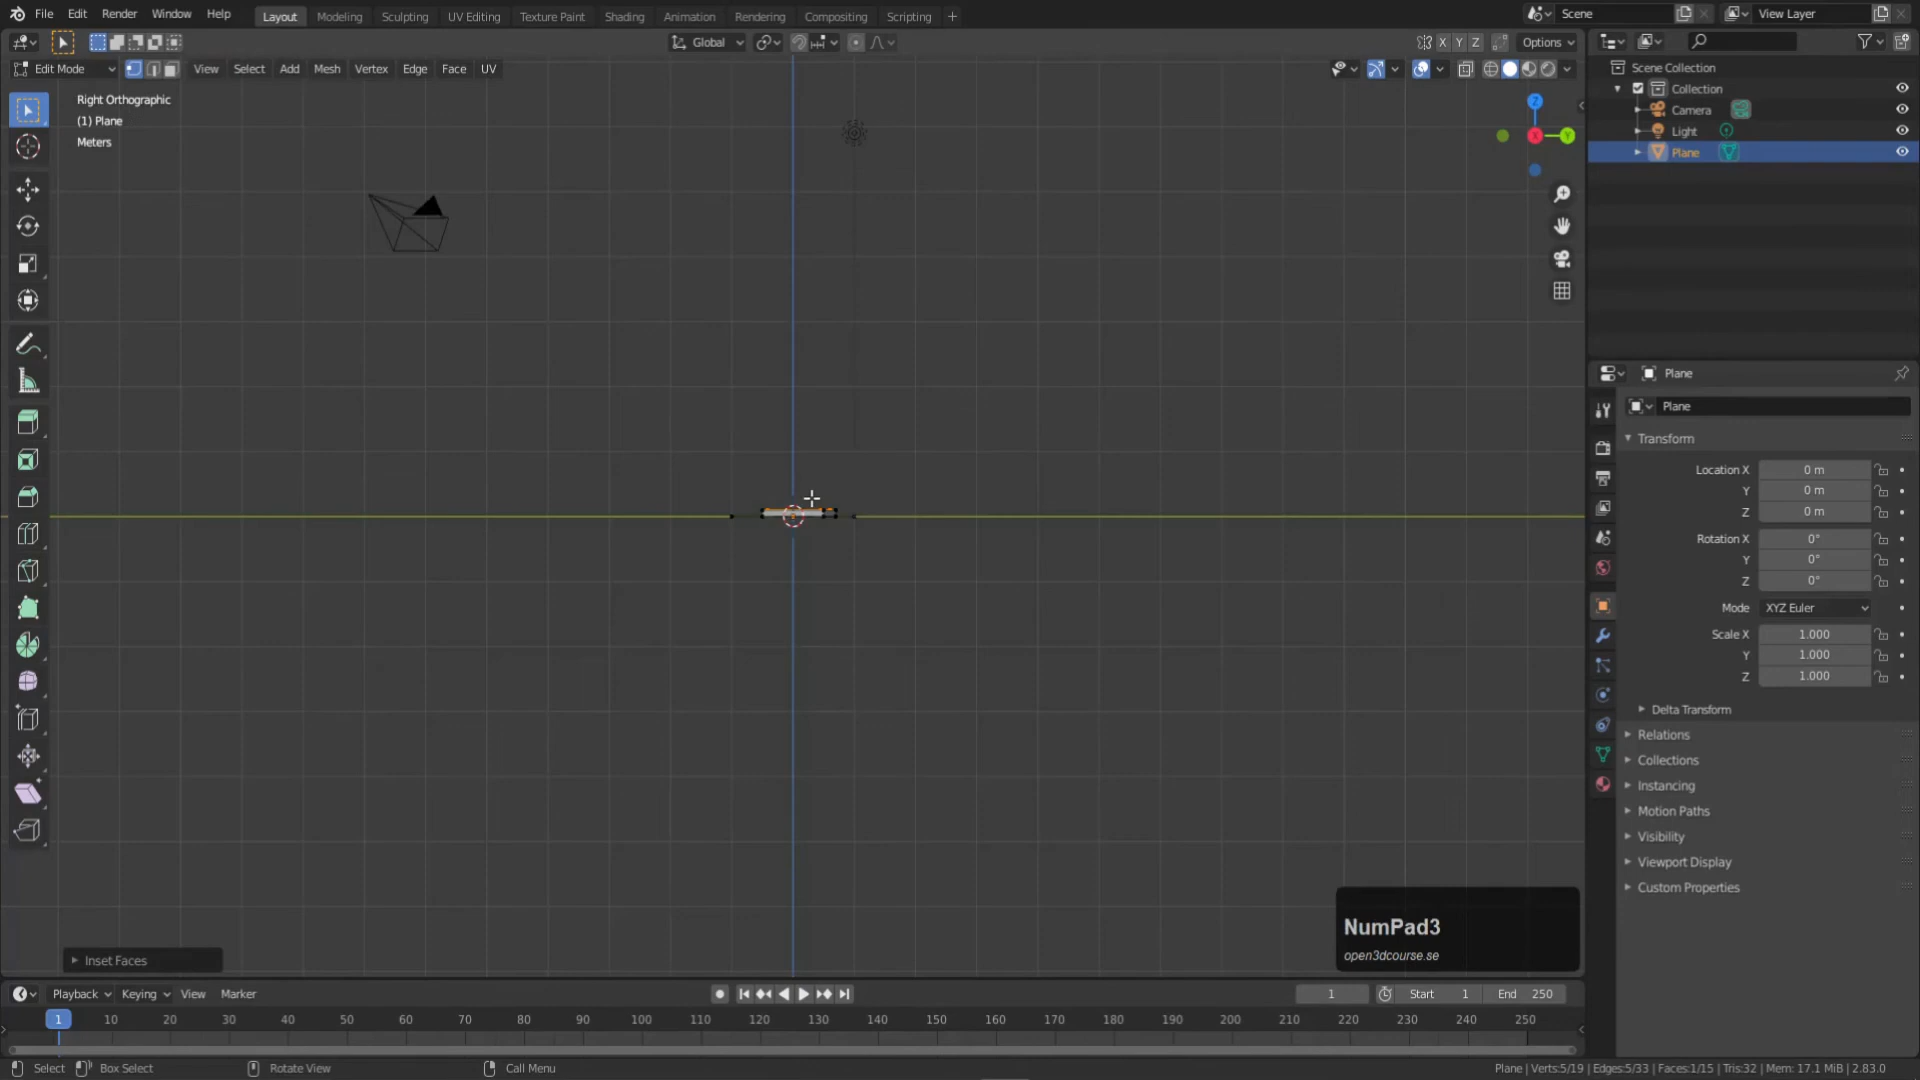 File Edit Render Window Help Layout Modeling Sculpting UV Editing Texture Paint Shading Animation Rendering Compositing Scripting + Scene View Layer
Global X Y Z Options
Edit Mode View Select Add Mesh Vertex Edge Face UV
Right Orthographic
(1) Plane
Meters
Z
X Y
Scene Collection
Collection
Camera
Light
Plane
Plane
Plane
Transform
Location X 0 m
Y 0 m
Z 0 m
Rotation X 0°
Y 0°
Z 0°
Mode XYZ Euler
Scale X 1.000
Y 1.000
Z 1.000
Delta Transform
Relations
Collections
Instancing
Motion Paths
Visibility
Viewport Display
Custom Properties
NumPad3
open3dcourse.se
Inset Faces
Playback Keying View Marker 1 Start 1 End 250
1 10 20 30 40 50 60 70 80 90 100 110 120 130 140 150 160 170 180 190 200 210 220 230 240 250
Select Box Select Rotate View Call Menu Plane | Verts:5/19 | Edges:5/33 | Faces:1/15 | Tris:32 | Mem: 17.1 MiB | 2.83.0